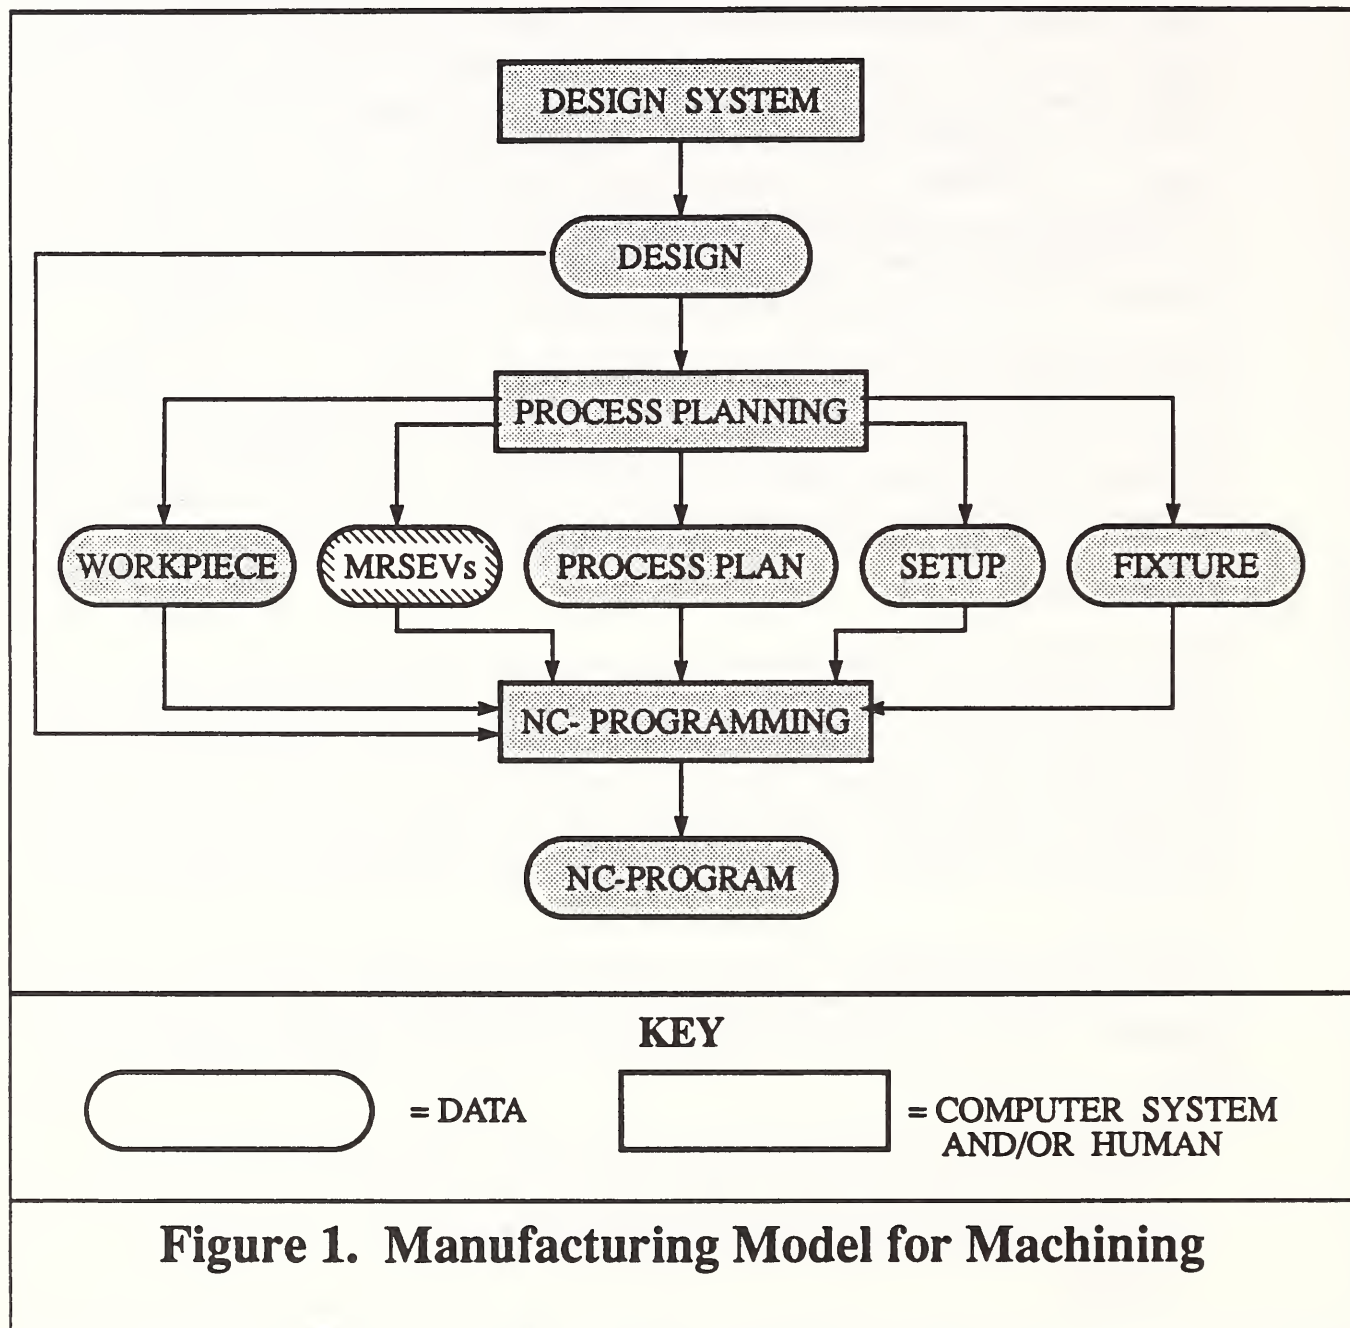 DESIGN SYSTEM
DESIGN
PROCESS PLANNING
WORKPIECE
MRSEVs
PROCESS PLAN
SETUP
FIXTURE
NC- PROGRAMMING
NC-PROGRAM
KEY
= DATA
= COMPUTER SYSTEM
AND/OR HUMAN
Figure 1. Manufacturing Model for Machining